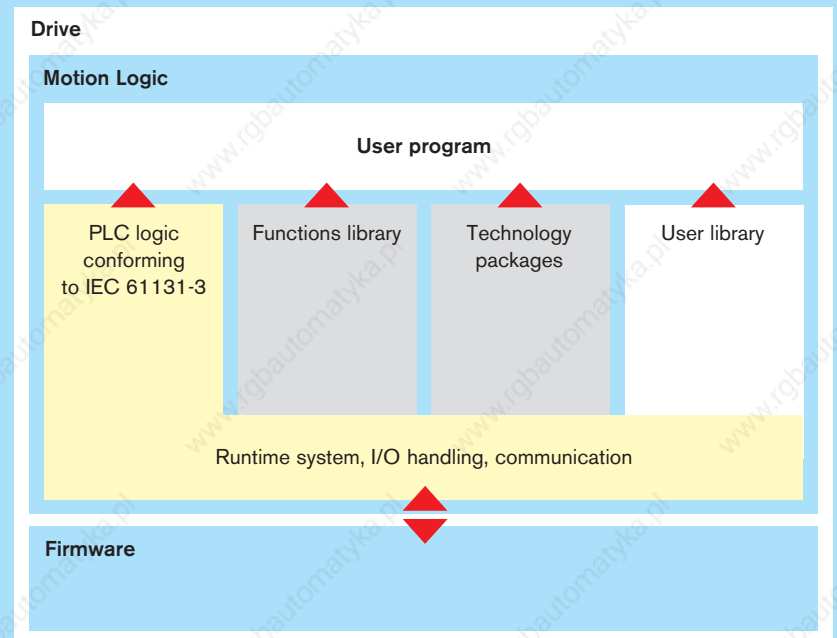 Drive
Motion Logic
User program
PLC logic
conforming
to IEC 61131-3
Functions library
Technology
packages
User library
Runtime system, I/O handling, communication
Firmware
www.rgbautomatyka.pl